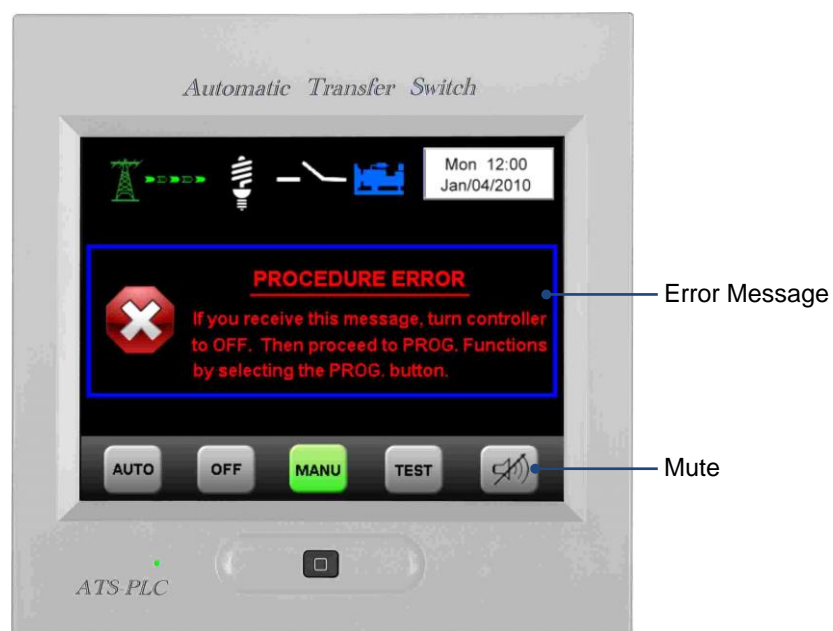 Automatic Transfer Switch
Mon 12:00
Jan/04/2010
PROCEDURE ERROR
If you receive this message, turn controller
to OFF. Then proceed to PROG. Functions
by selecting the PROG. button.
Error Message
AUTO
OFF
MANU
TEST
Mute
ATS-PLC